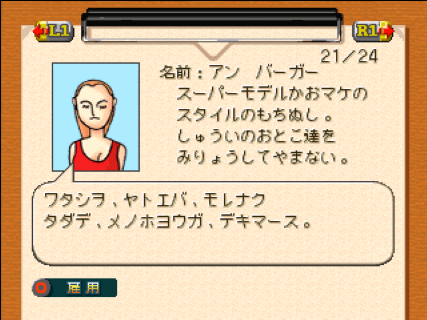 L1
R1
21/24
名前：アン　バーガー
スーパーモデルかおマケの
スタイルのもちぬし。
しゅういのおとこ達を
みりょうしてやまない。
ワタシヲ、ヤトエバ、モレナク
タダデ、メノホヨウガ、デキマース。
雇用